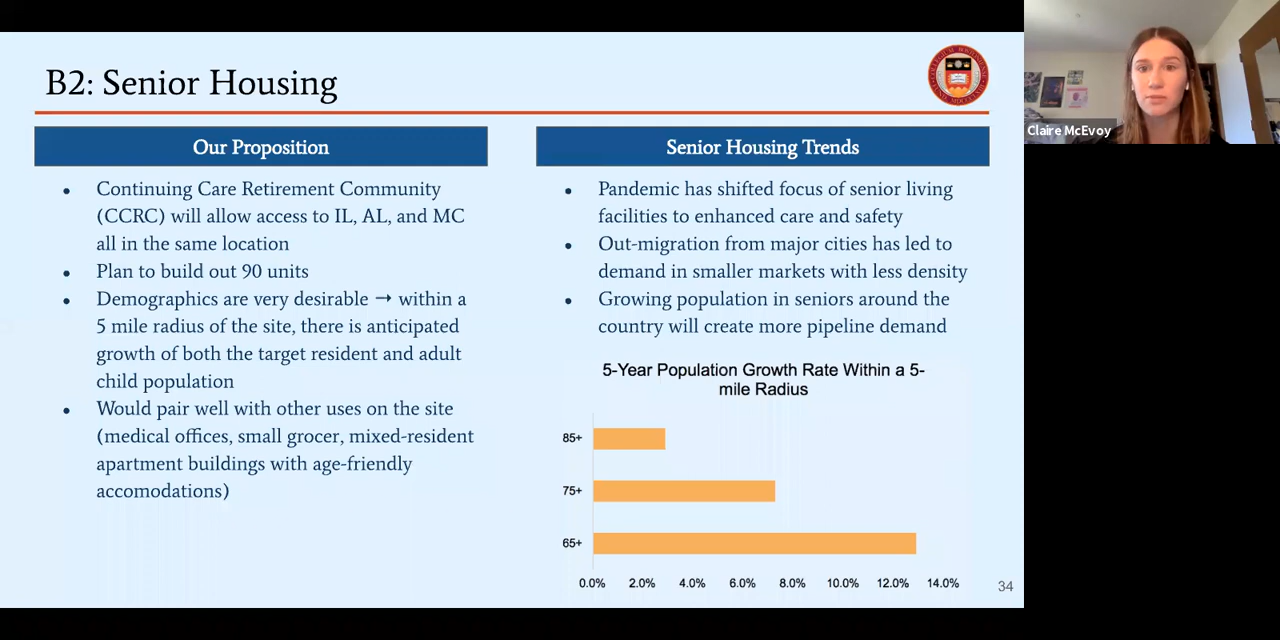 B2: Senior Housing
Our Proposition
• Continuing Care Retirement Community
(CCRC) will allow access to IL, AL, and MC
all in the same location
• Plan to build out 90 units
• Demographics are very desirable → within a
5 mile radius of the site, there is anticipated
growth of both the target resident and adult
child population
• Would pair well with other uses on the site
(medical offices, small grocer, mixed-resident
apartment buildings with age-friendly
accomodations)
Senior Housing Trends
• Pandemic has shifted focus of senior living
facilities to enhanced care and safety
• Out-migration from major cities has led to
demand in smaller markets with less density
• Growing population in seniors around the
country will create more pipeline demand
5-Year Population Growth Rate Within a 5-
mile Radius
85+
75+
65+
0.0% 2.0% 4.0% 6.0% 8.0% 10.0% 12.0% 14.0%
34
Claire McEvoy